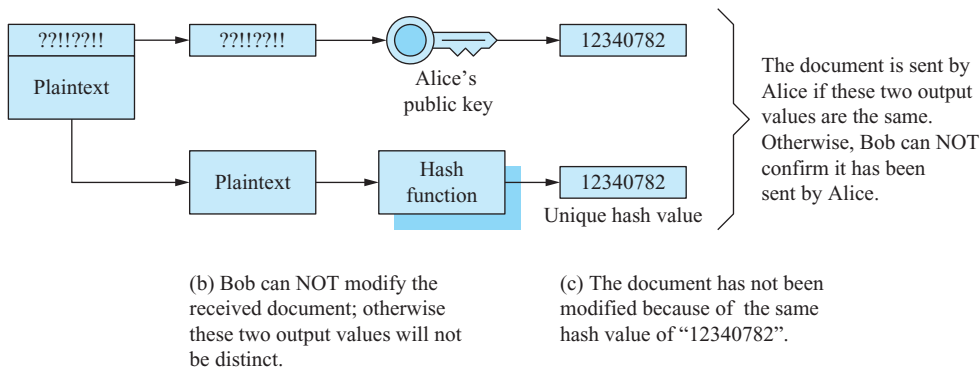 ??!!??!!
Plaintext
??!!??!!
Alice's
public key
12340782
Plaintext
Hash
function
12340782
Unique hash value
The document is sent by
Alice if these two output
values are the same.
Otherwise, Bob can NOT
confirm it has been
sent by Alice.
(b) Bob can NOT modify the
received document; otherwise
these two output values will not
be distinct.
(c) The document has not been
modified because of the same
hash value of “12340782”.